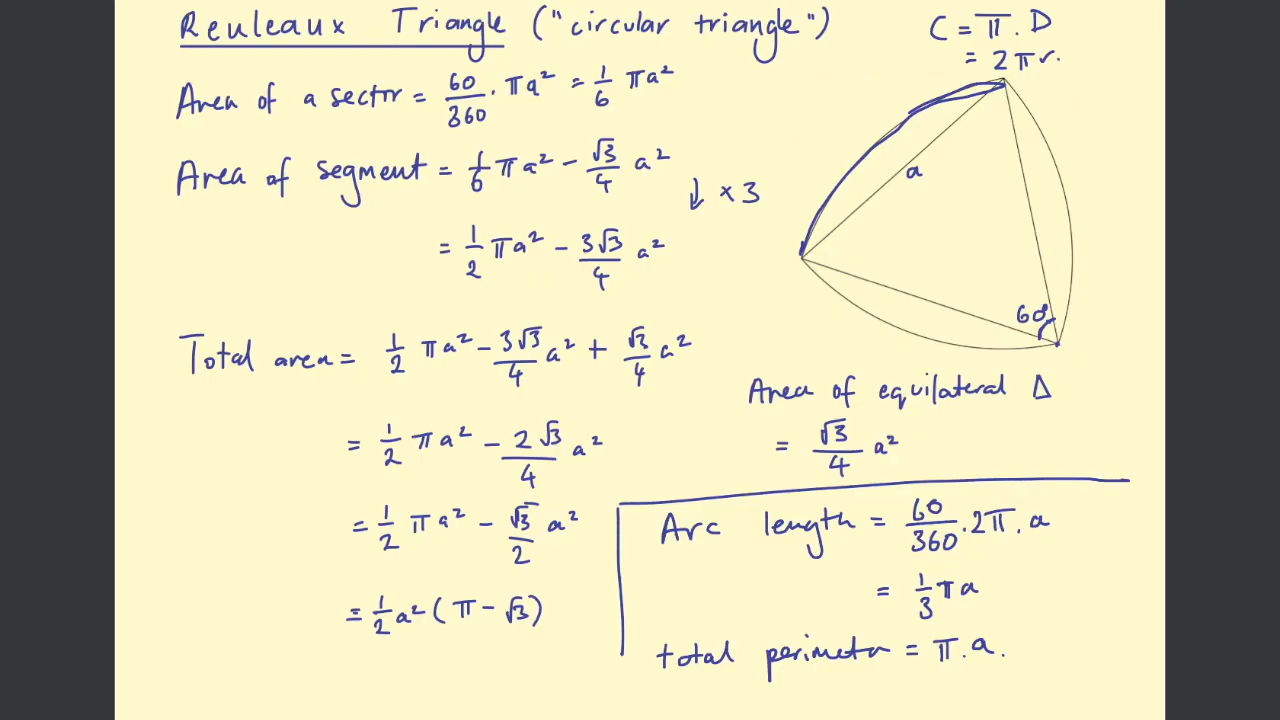 Reuleaux Triangle ("circular triangle")
C = π. D
= 2πr.
Area of a sector = 60/360 . πa² = 1/6 πa²
Area of segment = 1/6 πa² - √3/4 a²
↓ × 3
= 1/2 πa² - 3√3/4 a²
a
60°
Total area = 1/2 πa² - 3√3/4 a² + √3/4 a²
= 1/2 πa² - 2√3/4 a²
= 1/2 πa² - √3/2 a²
= 1/2 a² (π - √3)
Area of equilateral Δ
= √3/4 a²
Arc length = 60/360 . 2π . a
= 1/3 πa
total perimeter = π.a.